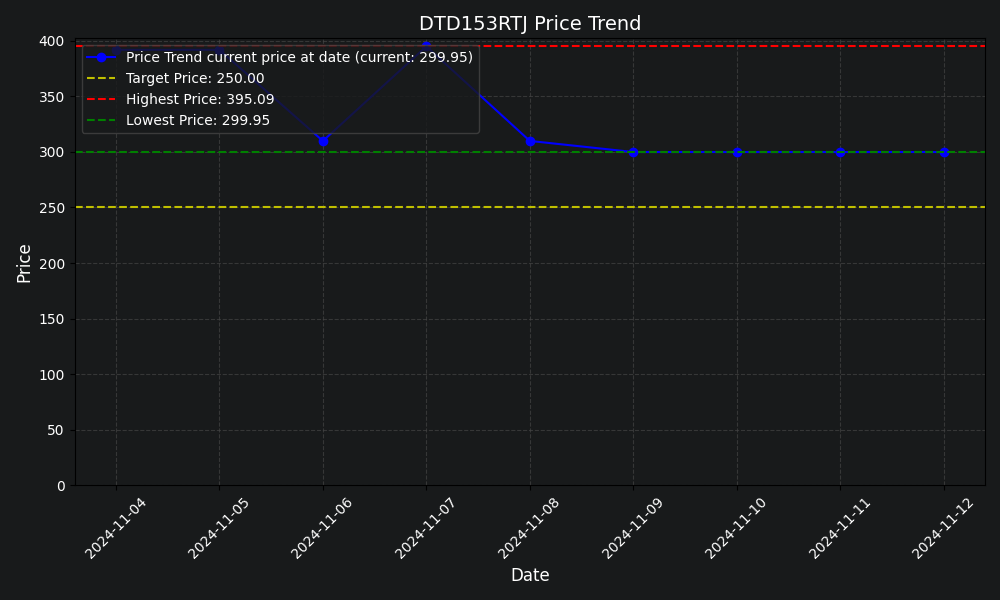 DTD153RTJ Price Trend
Price Trend current price at date (current: 299.95)
Target Price: 250.00
Highest Price: 395.09
Lowest Price: 299.95
Price
400
350
300
250
200
150
100
50
0
2024-11-04
2024-11-05
2024-11-06
2024-11-07
2024-11-08
2024-11-09
2024-11-10
2024-11-11
2024-11-12
Date